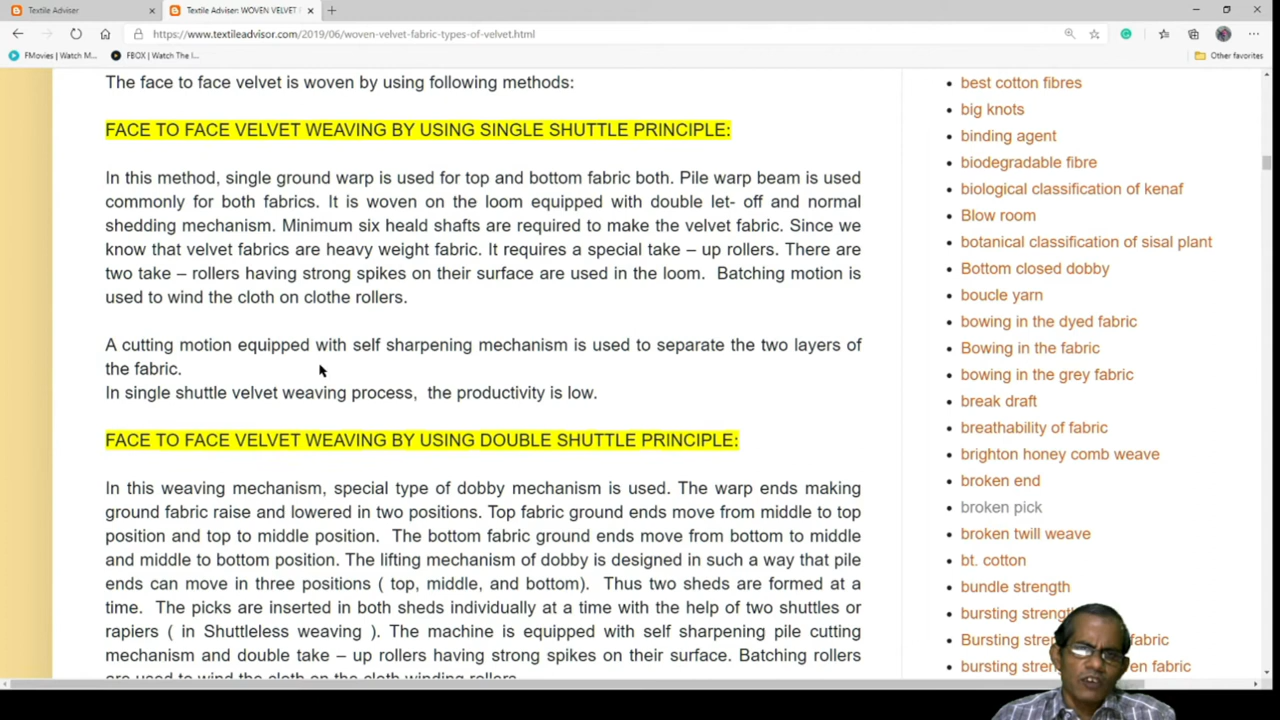 Textile Adviser
Textile Adviser: WOVEN VELVET
https://www.textileadvisor.com/2019/06/woven-velvet-fabric-types-of-velvet.html
FMovies | Watch M...
FBOX | Watch The I...
Other favorites
The face to face velvet is woven by using following methods:
FACE TO FACE VELVET WEAVING BY USING SINGLE SHUTTLE PRINCIPLE:
In this method, single ground warp is used for top and bottom fabric both. Pile warp beam is used
commonly for both fabrics. It is woven on the loom equipped with double let- off and normal
shedding mechanism. Minimum six heald shafts are required to make the velvet fabric. Since we
know that velvet fabrics are heavy weight fabric. It requires a special take – up rollers. There are
two take – rollers having strong spikes on their surface are used in the loom. Batching motion is
used to wind the cloth on clothe rollers.
A cutting motion equipped with self sharpening mechanism is used to separate the two layers of
the fabric.
In single shuttle velvet weaving process, the productivity is low.
FACE TO FACE VELVET WEAVING BY USING DOUBLE SHUTTLE PRINCIPLE:
In this weaving mechanism, special type of dobby mechanism is used. The warp ends making
ground fabric raise and lowered in two positions. Top fabric ground ends move from middle to top
position and top to middle position. The bottom fabric ground ends move from bottom to middle
and middle to bottom position. The lifting mechanism of dobby is designed in such a way that pile
ends can move in three positions ( top, middle, and bottom). Thus two sheds are formed at a
time. The picks are inserted in both sheds individually at a time with the help of two shuttles or
rapiers ( in Shuttleless weaving ). The machine is equipped with self sharpening pile cutting
mechanism and double take – up rollers having strong spikes on their surface. Batching rollers
are used to wind the cloth on the cloth winding rollers.
best cotton fibres
big knots
binding agent
biodegradable fibre
biological classification of kenaf
Blow room
botanical classification of sisal plant
Bottom closed dobby
boucle yarn
bowing in the dyed fabric
Bowing in the fabric
bowing in the grey fabric
break draft
breathability of fabric
brighton honey comb weave
broken end
broken pick
broken twill weave
bt. cotton
bundle strength
bursting
Bursting fabric
bursting fabric